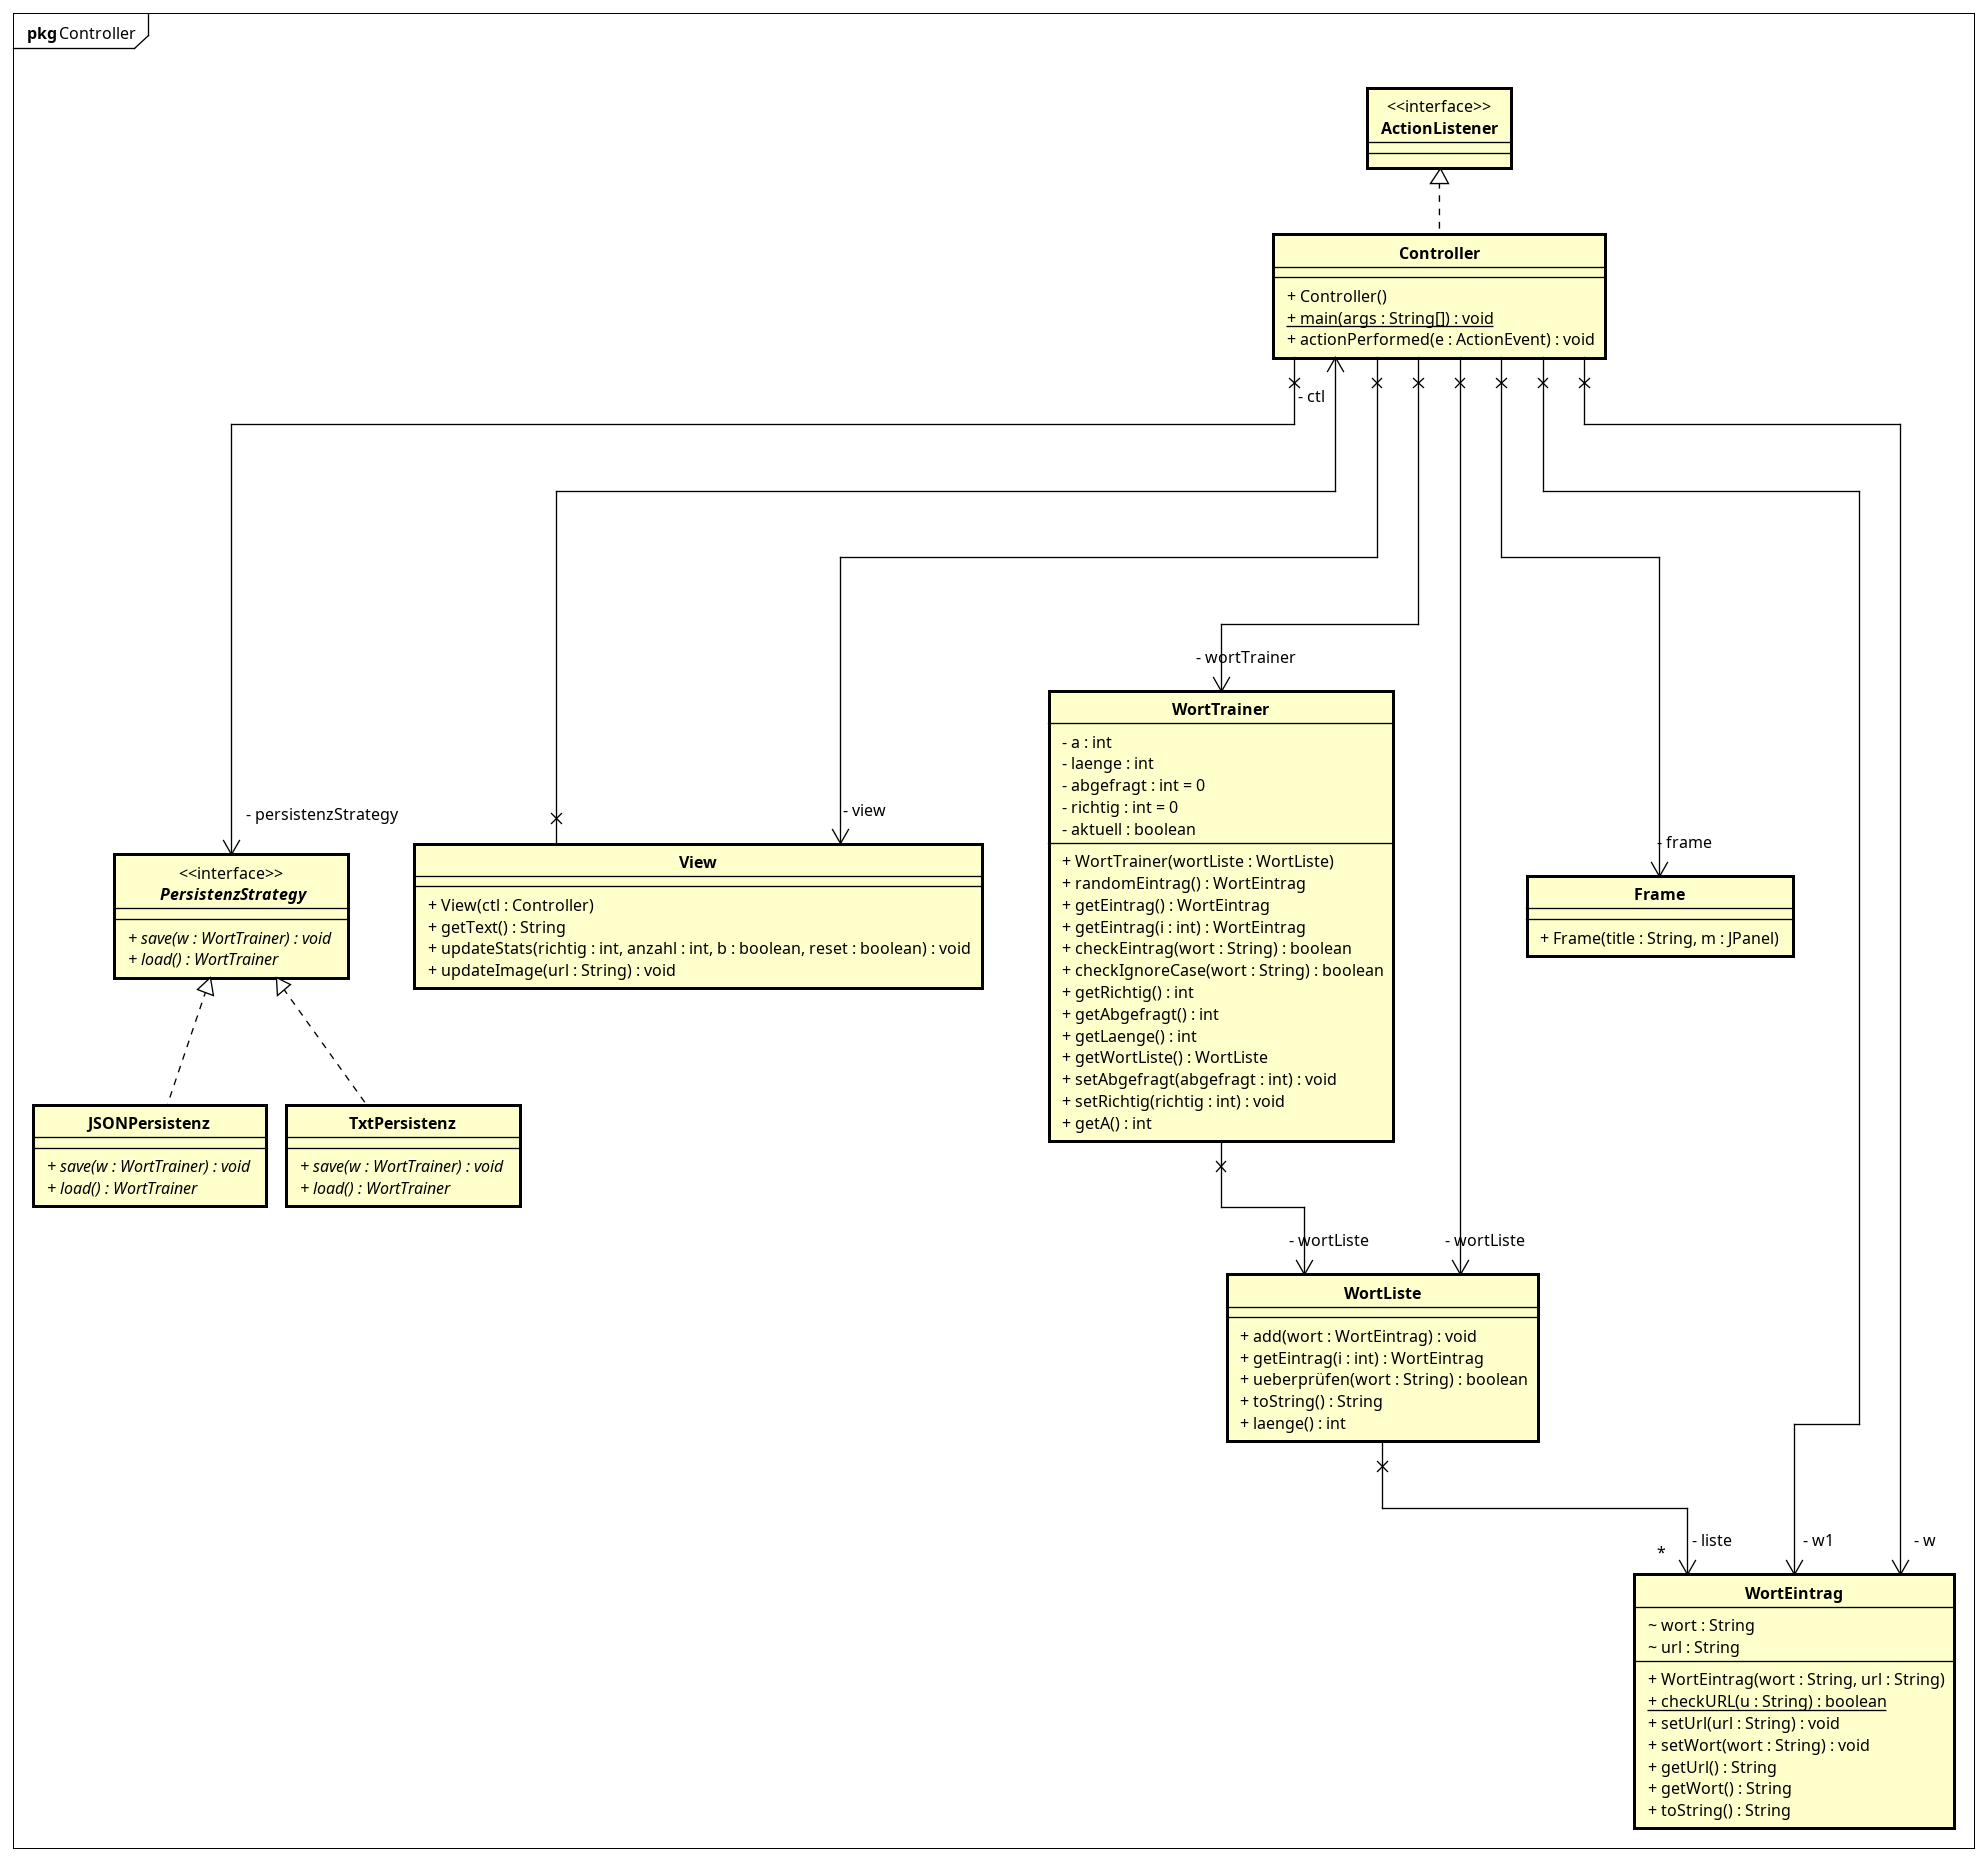 pkg Controller
<<interface>>
ActionListener
Controller
+ Controller()
+ main(args : String[]) : void
+ actionPerformed(e : ActionEvent) : void
- ctl
- wortTrainer
WortTrainer
- a : int
- laenge : int
- abgefragt : int = 0
- richtig : int = 0
- aktuell : boolean
+ WortTrainer(wortListe : WortListe)
+ randomEintrag() : WortEintrag
+ getEintrag() : WortEintrag
+ getEintrag(i : int) : WortEintrag
+ checkEintrag(wort : String) : boolean
+ checkIgnoreCase(wort : String) : boolean
+ getRichtig() : int
+ getAbgefragt() : int
+ getLaenge() : int
+ getWortListe() : WortListe
+ setAbgefragt(abgefragt : int) : void
+ setRichtig(richtig : int) : void
+ getA() : int
- persistenzStrategy
<<interface>>
PersistenzStrategy
+ save(w : WortTrainer) : void
+ load() : WortTrainer
- view
View
+ View(ctl : Controller)
+ getText() : String
+ updateStats(richtig : int, anzahl : int, b : boolean, reset : boolean) : void
+ updateImage(url : String) : void
- frame
Frame
+ Frame(title : String, m : JPanel)
JSONPersistenz
+ save(w : WortTrainer) : void
+ load() : WortTrainer
TxtPersistenz
+ save(w : WortTrainer) : void
+ load() : WortTrainer
- wortListe
- wortListe
WortListe
+ add(wort : WortEintrag) : void
+ getEintrag(i : int) : WortEintrag
+ ueberprüfen(wort : String) : boolean
+ toString() : String
+ laenge() : int
- liste
- w1
- w
*
WortEintrag
~ wort : String
~ url : String
+ WortEintrag(wort : String, url : String)
+ checkURL(u : String) : boolean
+ setUrl(url : String) : void
+ setWort(wort : String) : void
+ getUrl() : String
+ getWort() : String
+ toString() : String